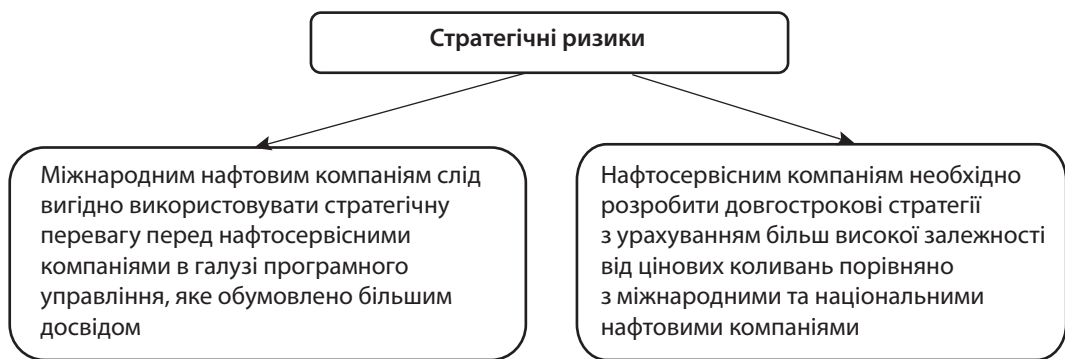 Стратегічні ризики
Міжнародним нафтовим компаніям слід
вигідно використовувати стратегічну
перевагу перед нафтосервісними
компаніями в галузі програмного
управління, яке обумовлено більшим
досвідом
Нафтосервісним компаніям необхідно
розробити довгострокові стратегії
з урахуванням більш високої залежності
від цінових коливань порівняно
з міжнародними та національними
нафтовими компаніями